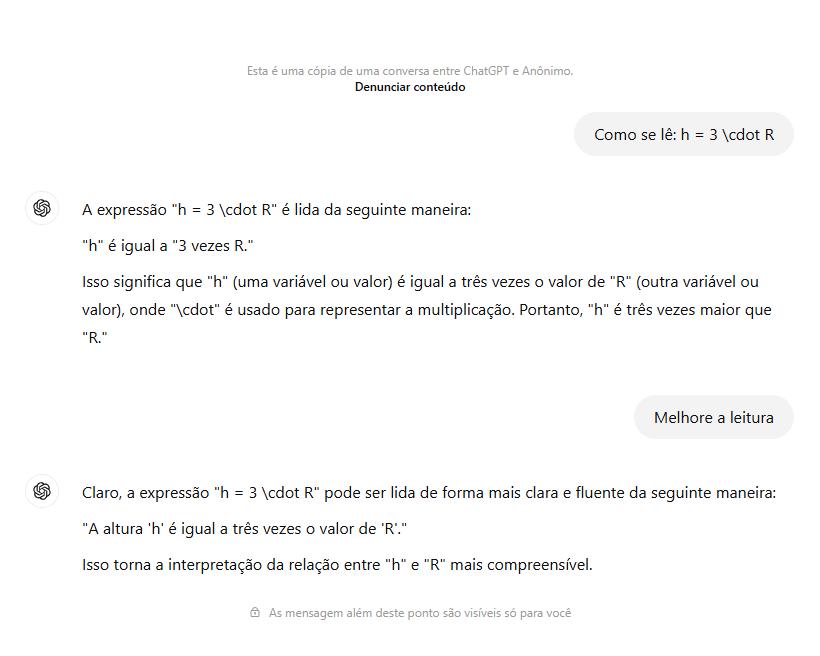 Esta é uma cópia de uma conversa entre ChatGPT e Anônimo.
Denunciar conteúdo
Como se lê: h = 3 \cdot R
A expressão "h = 3 \cdot R" é lida da seguinte maneira:
"h" é igual a "3 vezes R."
Isso significa que "h" (uma variável ou valor) é igual a três vezes o valor de "R" (outra variável ou
valor), onde "\cdot" é usado para representar a multiplicação. Portanto, "h" é três vezes maior que
"R."
Melhore a leitura
Claro, a expressão "h = 3 \cdot R" pode ser lida de forma mais clara e fluente da seguinte maneira:
"A altura 'h' é igual a três vezes o valor de 'R'."
Isso torna a interpretação da relação entre "h" e "R" mais compreensível.
As mensagem além deste ponto são visíveis só para você